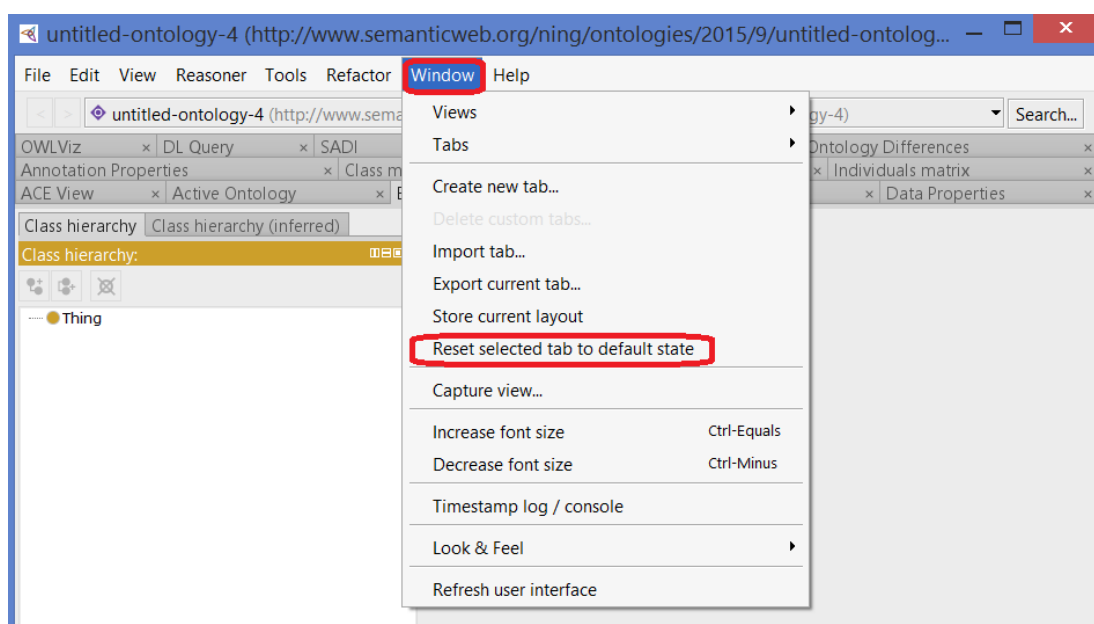 untitled-ontology-4 (http://www.semanticweb.org/ning/ontologies/2015/9/untitled-ontolog...
File Edit View Reasoner Tools Refactor Window Help
< > untitled-ontology-4 (http://www.sema gy-4) Search...
OWLViz × DL Query × SADI Ontology Differences ×
Annotation Properties × Class m × Individuals matrix ×
ACE View × Active Ontology × × Data Properties ×
Class hierarchy Class hierarchy (inferred)
Class hierarchy:
Thing
Views
Tabs
Create new tab...
Delete custom tabs...
Import tab...
Export current tab...
Store current layout
Reset selected tab to default state
Capture view...
Increase font size Ctrl-Equals
Decrease font size Ctrl-Minus
Timestamp log / console
Look & Feel
Refresh user interface